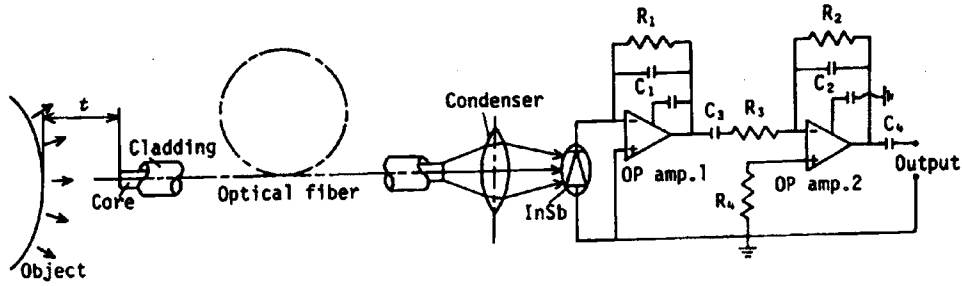 R₁
R₂
C₁
C₂
t
Condenser
C₃
R₃
C₄
Cladding
OP amp.1
OP amp.2
Output
Core
Optical fiber
InSb
R₄
Object